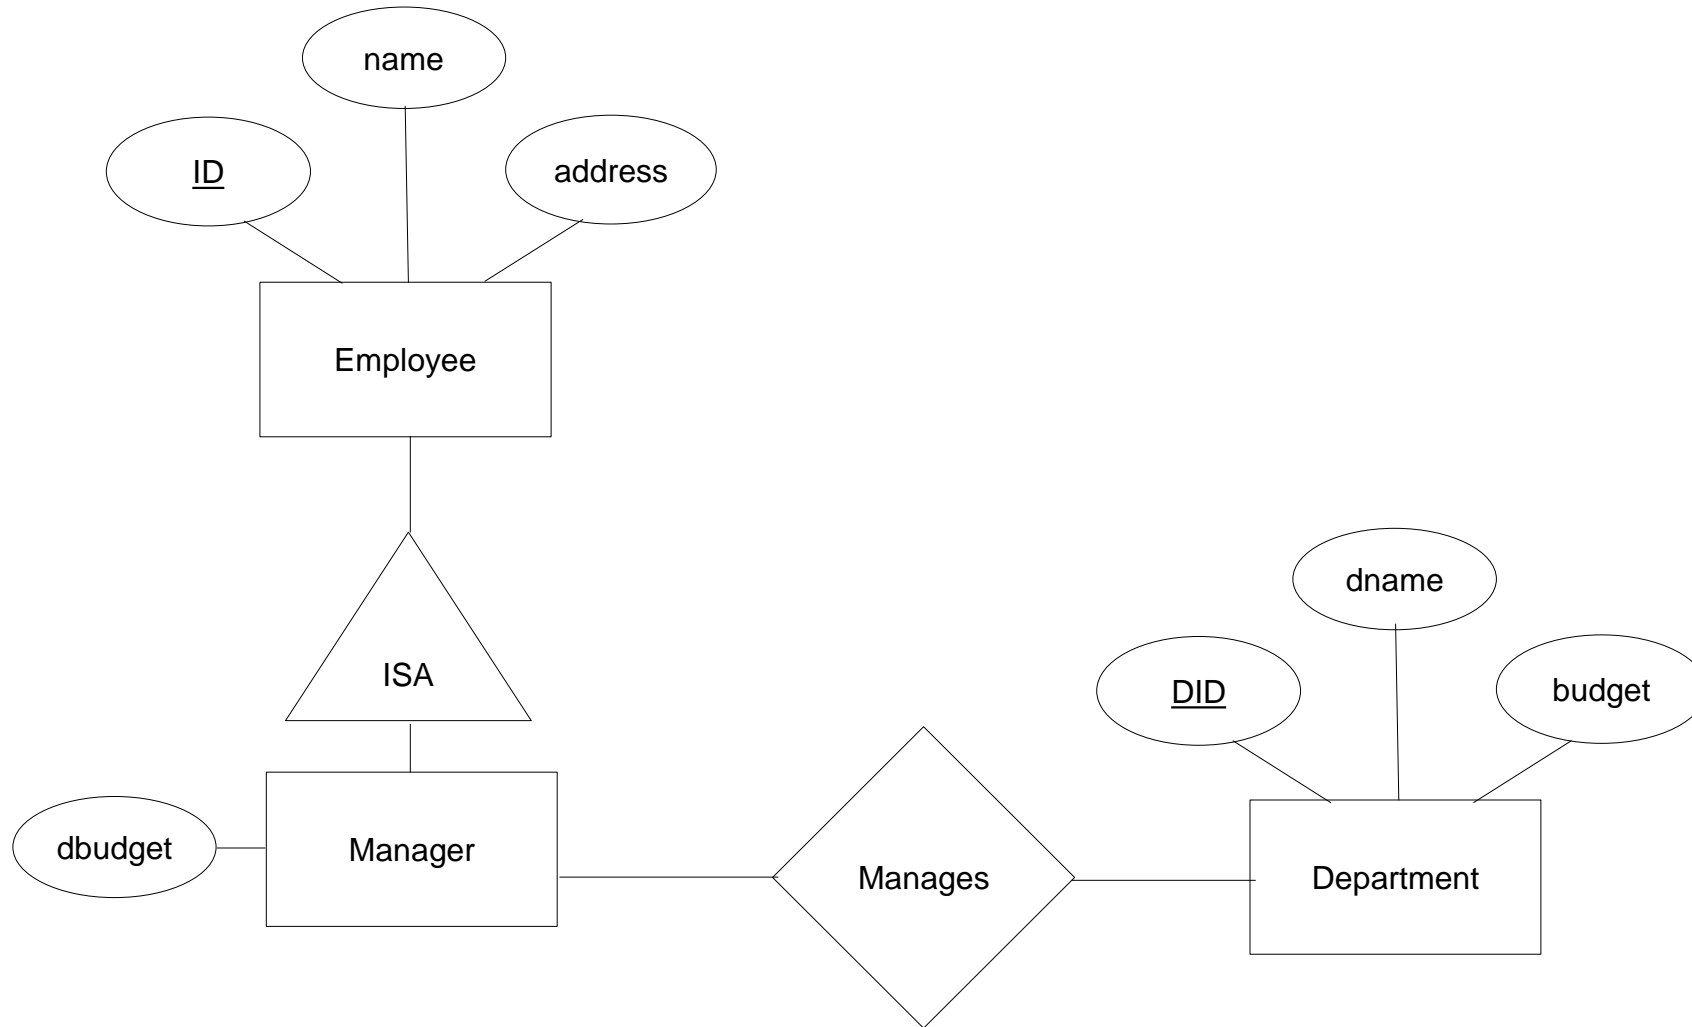 name
ID
address
Employee
dname
ISA
DID
budget
dbudget
Manager
Manages
Department